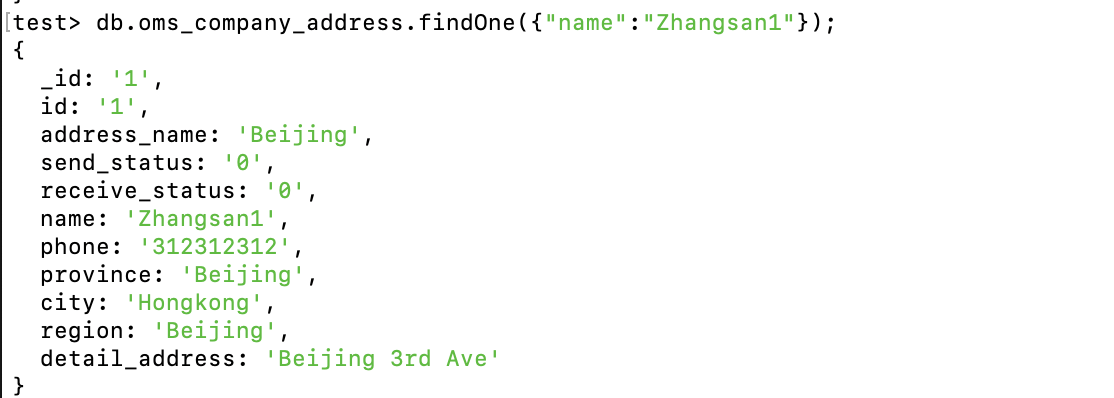 [test> db.oms_company_address.findOne({"name":"Zhangsan1"});
{
  _id: '1',
  id: '1',
  address_name: 'Beijing',
  send_status: '0',
  receive_status: '0',
  name: 'Zhangsan1',
  phone: '312312312',
  province: 'Beijing',
  city: 'Hongkong',
  region: 'Beijing',
  detail_address: 'Beijing 3rd Ave'
}